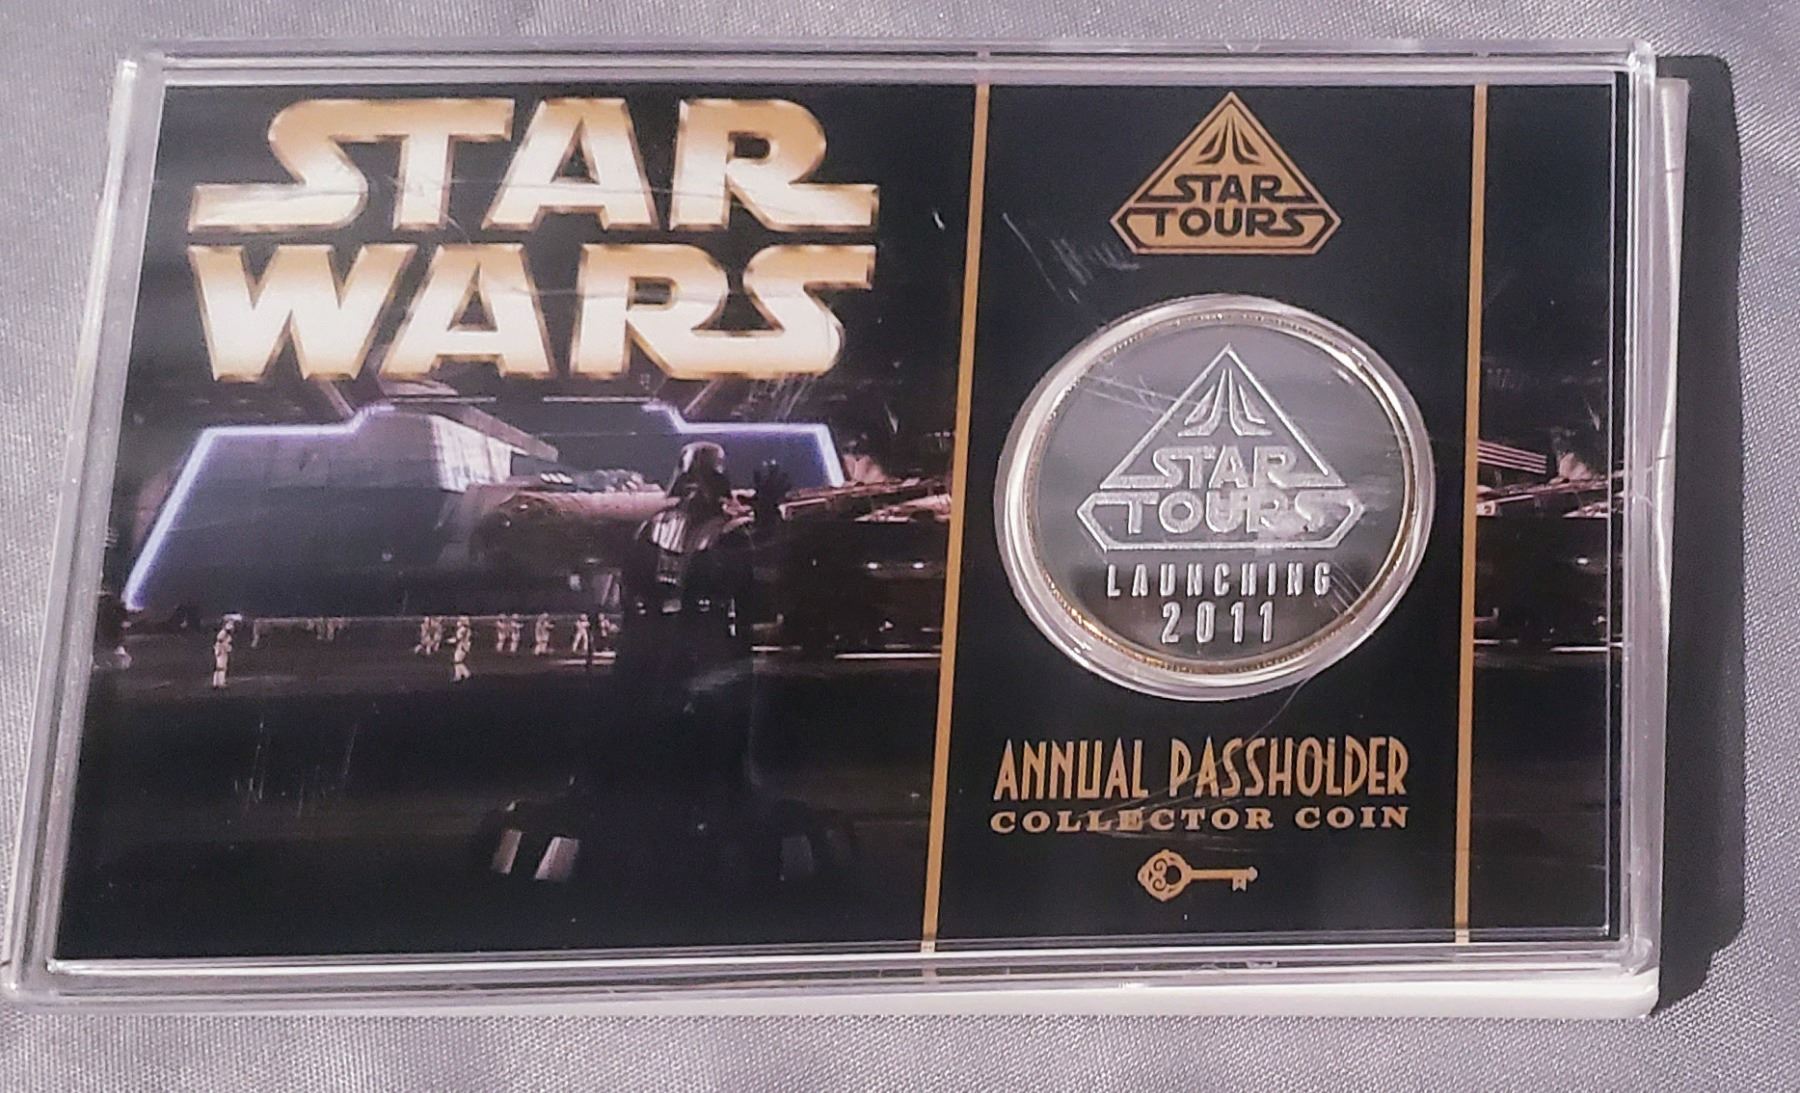 STAR
WARS
STAR
TOURS
STAR
TOURS
LAUNCHING
2011
ANNUAL PASSHOLDER
COLLECTOR COIN